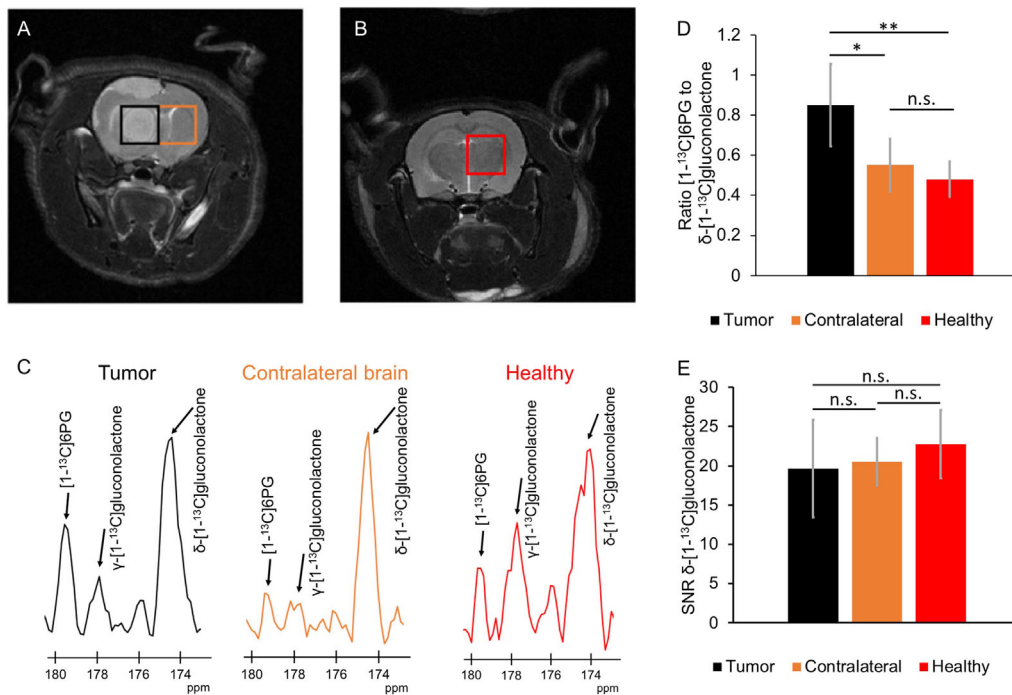 A
B
C
Tumor
Contralateral brain
Healthy
[1-¹³C]6PG
γ-[1-¹³C]gluconolactone
δ-[1-¹³C]gluconolactone
[1-¹³C]6PG
γ-[1-¹³C]gluconolactone
δ-[1-¹³C]gluconolactone
[1-¹³C]6PG
γ-[1-¹³C]gluconolactone
δ-[1-¹³C]gluconolactone
180 178 176 174
ppm
180 178 176 174
ppm
180 178 176 174
ppm
D
Ratio [1-¹³C]6PG to
δ-[1-¹³C]gluconolactone
1.2
1
0.8
0.6
0.4
0.2
0
**
*
n.s.
Tumor Contralateral Healthy
E
SNR δ-[1-¹³C]gluconolactone
30
25
20
15
10
5
0
n.s.
n.s. n.s.
Tumor Contralateral Healthy